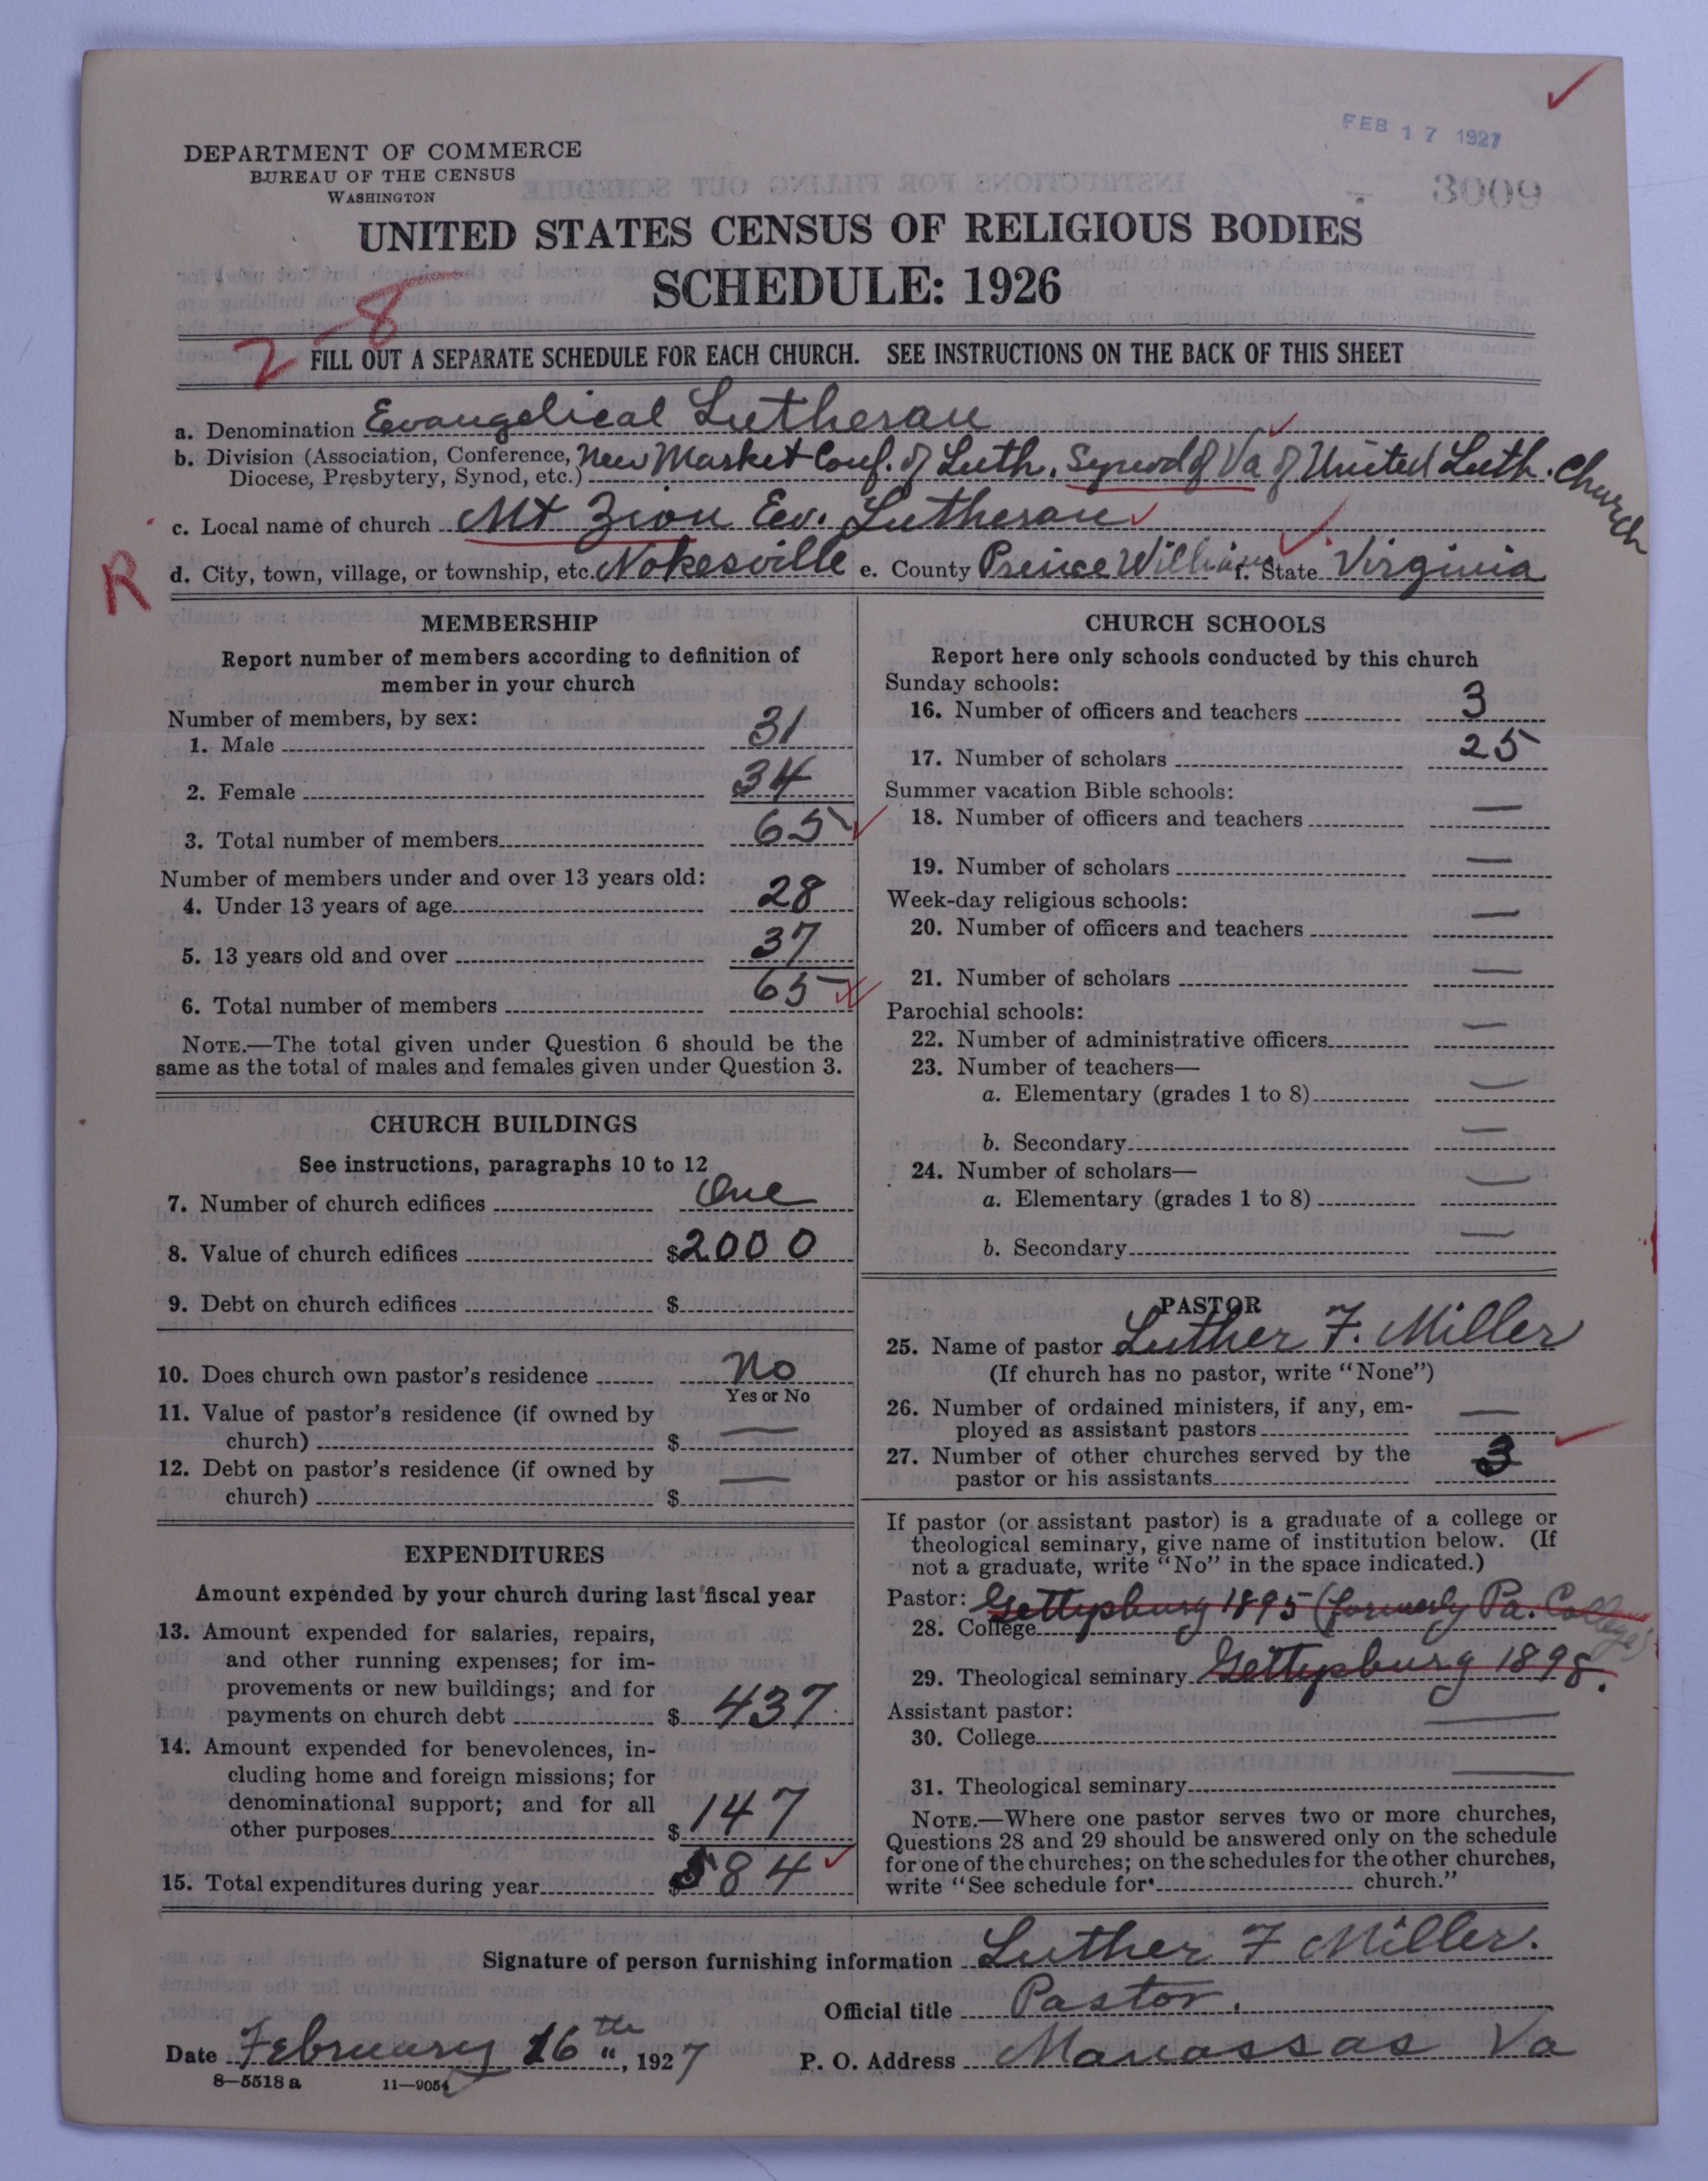 FEB 17 1927
3009
DEPARTMENT OF COMMERCE
BUREAU OF THE CENSUS
WASHINGTON
UNITED STATES CENSUS OF RELIGIOUS BODIES
SCHEDULE: 1926
2-8
FILL OUT A SEPARATE SCHEDULE FOR EACH CHURCH. SEE INSTRUCTIONS ON THE BACK OF THIS SHEET
a. Denomination Evangelical Lutheran
b. Division (Association, Conference, New Market Conf. of Luth. Synod of Va of United Luth. Church
Diocese, Presbytery, Synod, etc.)
c. Local name of church Mt Zion Ev. Lutheran
R
d. City, town, village, or township, etc. Nokesville e. County Prince William f. State Virginia
MEMBERSHIP
Report number of members according to definition of
member in your church
Number of members, by sex:
1. Male 31
2. Female 34
3. Total number of members 65
Number of members under and over 13 years old:
4. Under 13 years of age 28
5. 13 years old and over 37
6. Total number of members 65
NOTE.—The total given under Question 6 should be the
same as the total of males and females given under Question 3.
CHURCH BUILDINGS
See instructions, paragraphs 10 to 12
7. Number of church edifices One
8. Value of church edifices $2000
9. Debt on church edifices $
10. Does church own pastor's residence No
Yes or No
11. Value of pastor's residence (if owned by
church) $ —
12. Debt on pastor's residence (if owned by
church) $ —
EXPENDITURES
Amount expended by your church during last fiscal year
13. Amount expended for salaries, repairs,
and other running expenses; for im-
provements or new buildings; and for
payments on church debt $ 437
14. Amount expended for benevolences, in-
cluding home and foreign missions; for
denominational support; and for all
other purposes $ 147
15. Total expenditures during year $ 584
CHURCH SCHOOLS
Report here only schools conducted by this church
Sunday schools:
16. Number of officers and teachers 3
17. Number of scholars 25
Summer vacation Bible schools:
18. Number of officers and teachers —
19. Number of scholars —
Week-day religious schools:
20. Number of officers and teachers —
21. Number of scholars —
Parochial schools:
22. Number of administrative officers —
23. Number of teachers—
a. Elementary (grades 1 to 8) —
b. Secondary —
24. Number of scholars—
a. Elementary (grades 1 to 8) —
b. Secondary —
PASTOR
25. Name of pastor Luther F. Miller
(If church has no pastor, write "None")
26. Number of ordained ministers, if any, em-
ployed as assistant pastors —
27. Number of other churches served by the
pastor or his assistants 3
If pastor (or assistant pastor) is a graduate of a college or
theological seminary, give name of institution below. (If
not a graduate, write "No" in the space indicated.)
Pastor:
28. College Gettysburg 1895 (formerly Pa. College)
29. Theological seminary Gettysburg 1898.
Assistant pastor:
30. College —
31. Theological seminary —
NOTE.—Where one pastor serves two or more churches,
Questions 28 and 29 should be answered only on the schedule
for one of the churches; on the schedules for the other churches,
write "See schedule for church."
Signature of person furnishing information Luther F Miller.
Official title Pastor.
Date February 16th, 1927 P. O. Address Manassas Va
8—5518 a 11—9054